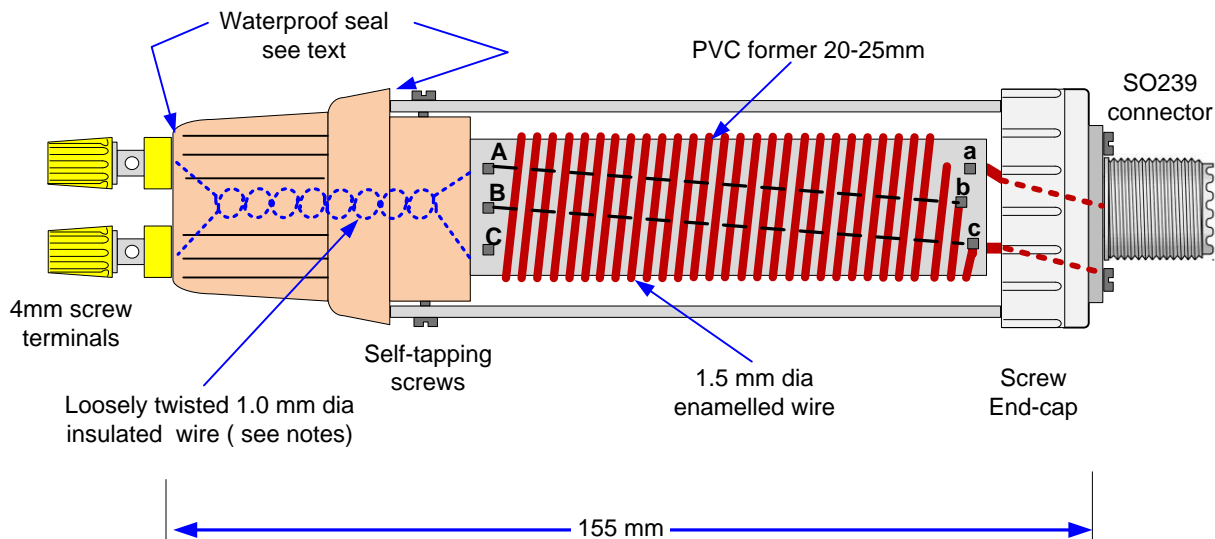 Waterproof seal
see text
PVC former 20-25mm
SO239
connector
A
a
B
b
C
c
4mm screw
terminals
Self-tapping
screws
Loosely twisted 1.0 mm dia
insulated wire ( see notes)
1.5 mm dia
enamelled wire
Screw
End-cap
155 mm